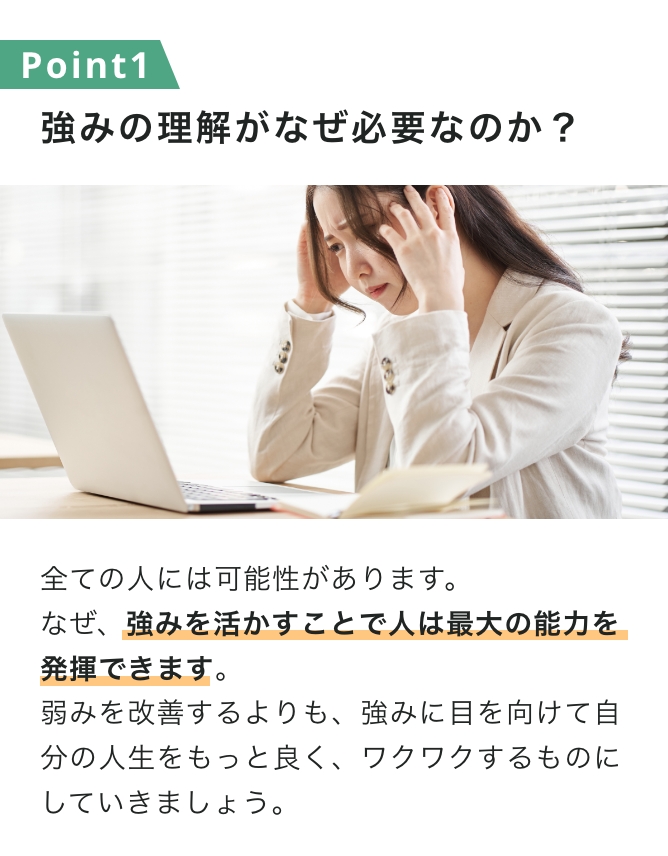 Point1
強みの理解がなぜ必要なのか？
全ての人には可能性があります。
なぜ、強みを活かすことで人は最大の能力を
発揮できます。
弱みを改善するよりも、強みに目を向けて自
分の人生をもっと良く、ワクワクするものに
していきましょう。